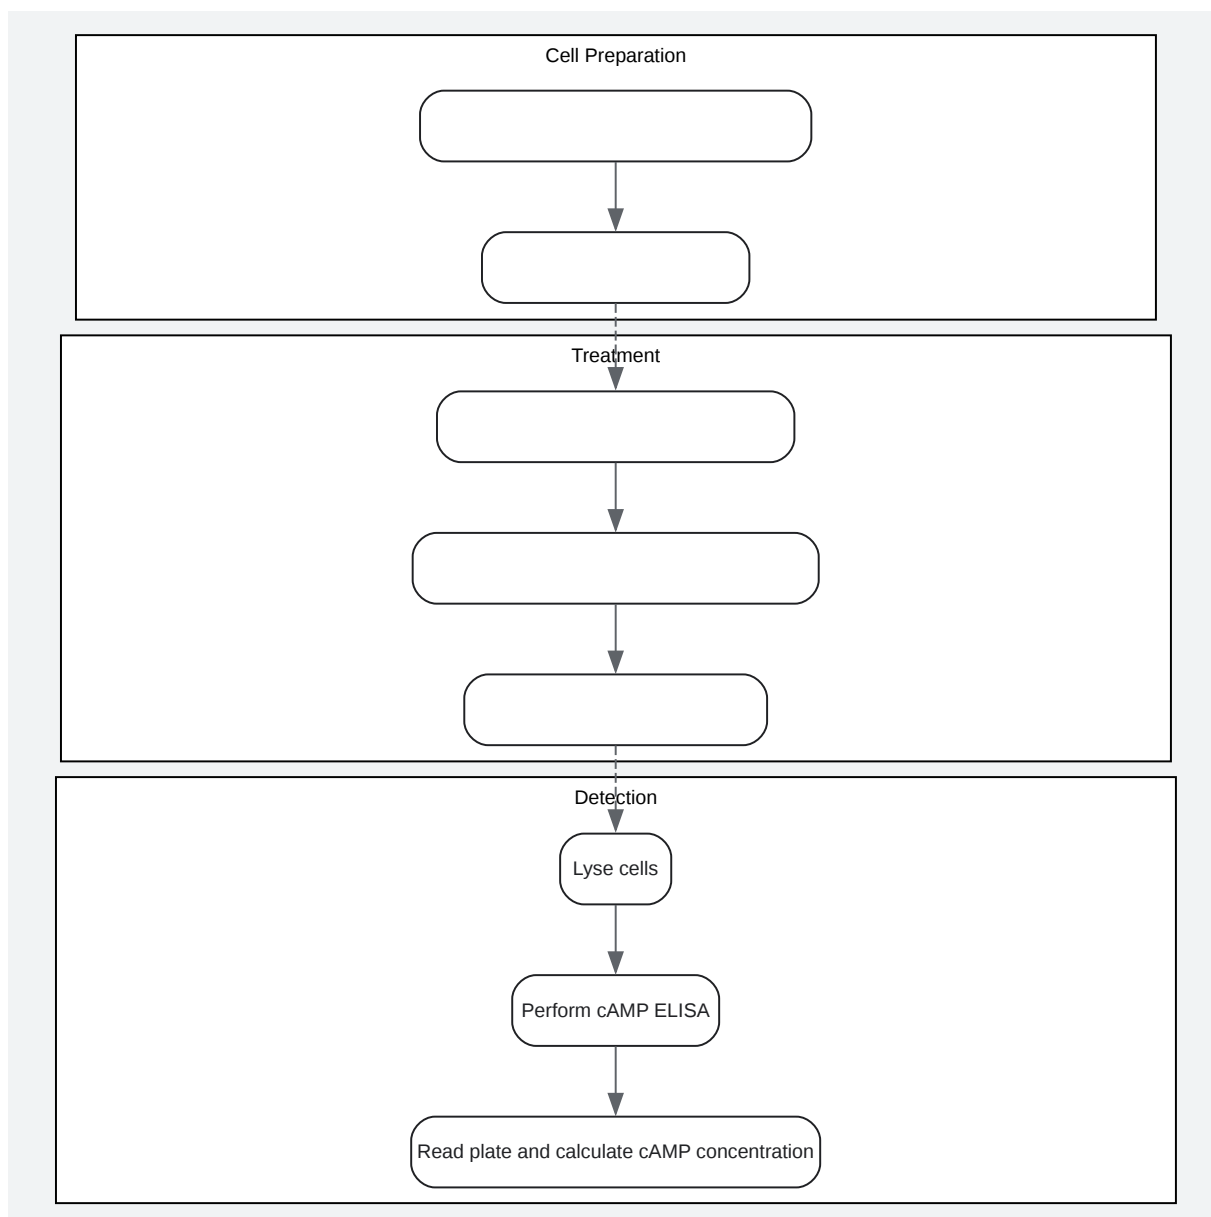 Cell Preparation
Treatment
Detection
Lyse cells
Perform cAMP ELISA
Read plate and calculate cAMP concentration